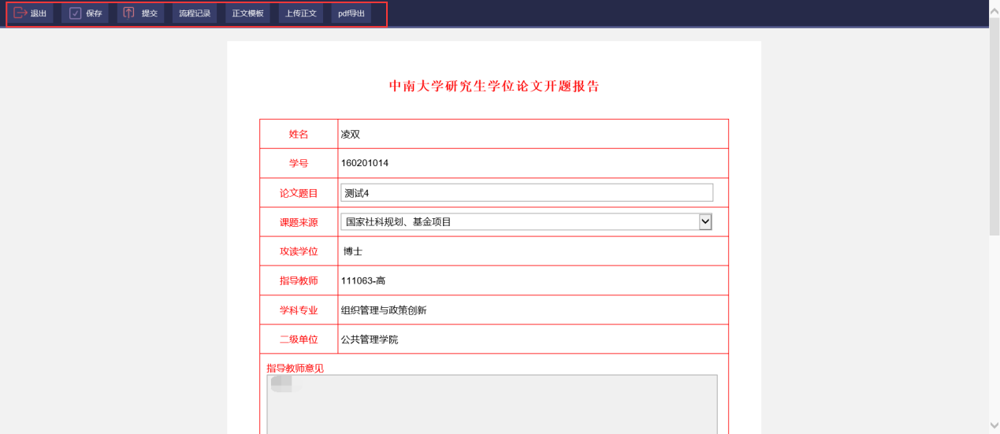 退出 保存 提交 流程记录 正文模板 上传正文 pdf导出
中南大学研究生学位论文开题报告
姓名 凌双
学号 160201014
论文题目 测试4
课题来源 国家社科规划、基金项目
攻读学位 博士
指导教师 111063-高
学科专业 组织管理与政策创新
二级单位 公共管理学院
指导教师意见